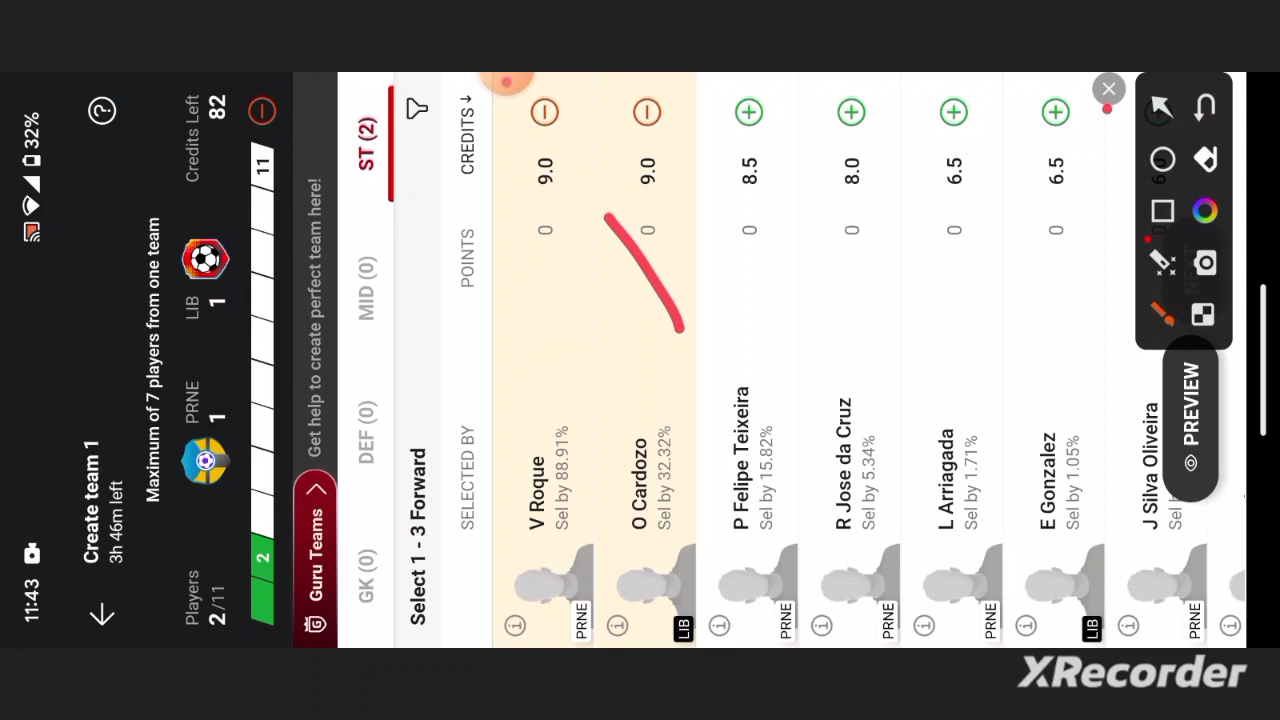 11:43 32%
Create team 1
3h 46m left
Maximum of 7 players from one team
Players PRNE LIB Credits Left
2/11 1 1 82
2 11
Guru Teams Get help to create perfect team here!
GK (0) DEF (0) MID (0) ST (2)
Select 1 - 3 Forward
SELECTED BY POINTS CREDITS
V Roque 0 9.0
Sel by 88.91%
PRNE
O Cardozo 0 9.0
Sel by 32.32%
LIB
P Felipe Teixeira 0 8.5
Sel by 15.82%
PRNE
R Jose da Cruz 0 8.0
Sel by 5.34%
PRNE
L Arriagada 0 6.5
Sel by 1.71%
PRNE
E Gonzalez 0 6.5
Sel by 1.05%
LIB
J Silva Oliveira
Sel
PRNE
PREVIEW
XRecorder